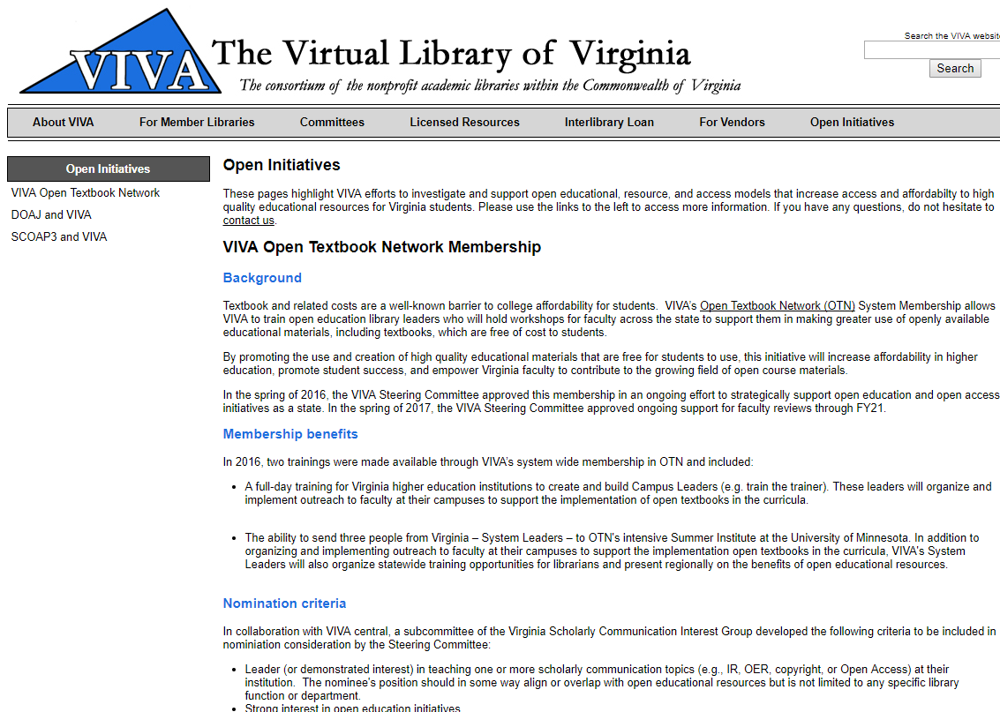 VIVA
The Virtual Library of Virginia
The consortium of the nonprofit academic libraries within the Commonwealth of Virginia
Search the VIVA website
Search
About VIVA For Member Libraries Committees Licensed Resources Interlibrary Loan For Vendors Open Initiatives
Open Initiatives
VIVA Open Textbook Network
DOAJ and VIVA
SCOAP3 and VIVA
Open Initiatives
These pages highlight VIVA efforts to investigate and support open educational, resource, and access models that increase access and affordabilty to high
quality educational resources for Virginia students. Please use the links to the left to access more information. If you have any questions, do not hesitate to
contact us.
VIVA Open Textbook Network Membership
Background
Textbook and related costs are a well-known barrier to college affordability for students. VIVA's Open Textbook Network (OTN) System Membership allows
VIVA to train open education library leaders who will hold workshops for faculty across the state to support them in making greater use of openly available
educational materials, including textbooks, which are free of cost to students.
By promoting the use and creation of high quality educational materials that are free for students to use, this initiative will increase affordability in higher
education, promote student success, and empower Virginia faculty to contribute to the growing field of open course materials.
In the spring of 2016, the VIVA Steering Committee approved this membership in an ongoing effort to strategically support open education and open access
initiatives as a state. In the spring of 2017, the VIVA Steering Committee approved ongoing support for faculty reviews through FY21.
Membership benefits
In 2016, two trainings were made available through VIVA's system wide membership in OTN and included:
• A full-day training for Virginia higher education institutions to create and build Campus Leaders (e.g. train the trainer). These leaders will organize and
implement outreach to faculty at their campuses to support the implementation of open textbooks in the curricula.
• The ability to send three people from Virginia – System Leaders – to OTN's intensive Summer Institute at the University of Minnesota. In addition to
organizing and implementing outreach to faculty at their campuses to support the implementation open textbooks in the curricula, VIVA's System
Leaders will also organize statewide training opportunities for librarians and present regionally on the benefits of open educational resources.
Nomination criteria
In collaboration with VIVA central, a subcommittee of the Virginia Scholarly Communication Interest Group developed the following criteria to be included in
nominiation consideration by the Steering Committee:
• Leader (or demonstrated interest) in teaching one or more scholarly communication topics (e.g., IR, OER, copyright, or Open Access) at their
institution. The nominee's position should in some way align or overlap with open educational resources but is not limited to any specific library
function or department.
• Strong interest in open education initiatives